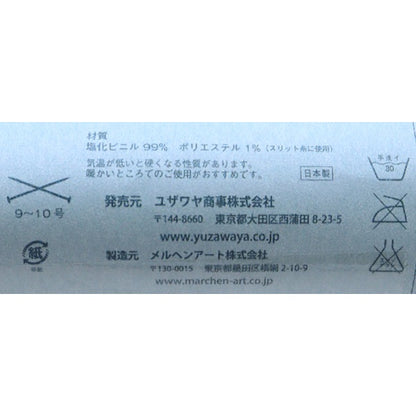 材質
塩化ビニル 99% ポリエステル 1%(スリット糸に使用)
気温が低いと硬くなる性質があります。
暖かいところでのご使用がおすすめです。
日本製
手洗イ
30
9〜10号
発売元 ユザワヤ商事株式会社
〒144-8660 東京都大田区西蒲田 8-23-5
www.yuzawaya.co.jp
紙
製造元 メルヘンアート株式会社
〒130-0015 東京都墨田区横網 2-10-9
www.marchen-art.co.jp